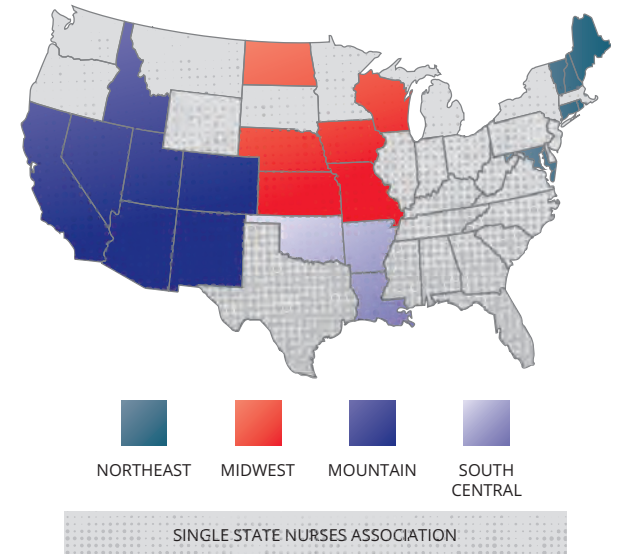 NORTHEAST
MIDWEST
MOUNTAIN
SOUTH
CENTRAL
SINGLE STATE NURSES ASSOCIATION